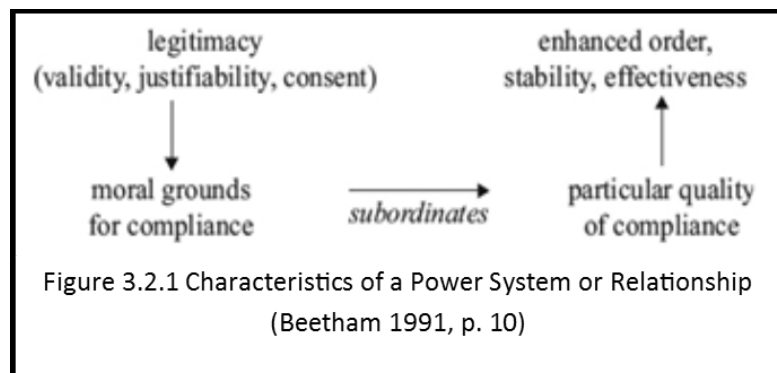 legitimacy
(validity, justifiability, consent)
enhanced order,
stability, effectiveness
moral grounds
for compliance
subordinates
particular quality
of compliance
Figure 3.2.1 Characteristics of a Power System or Relationship
(Beetham 1991, p. 10)